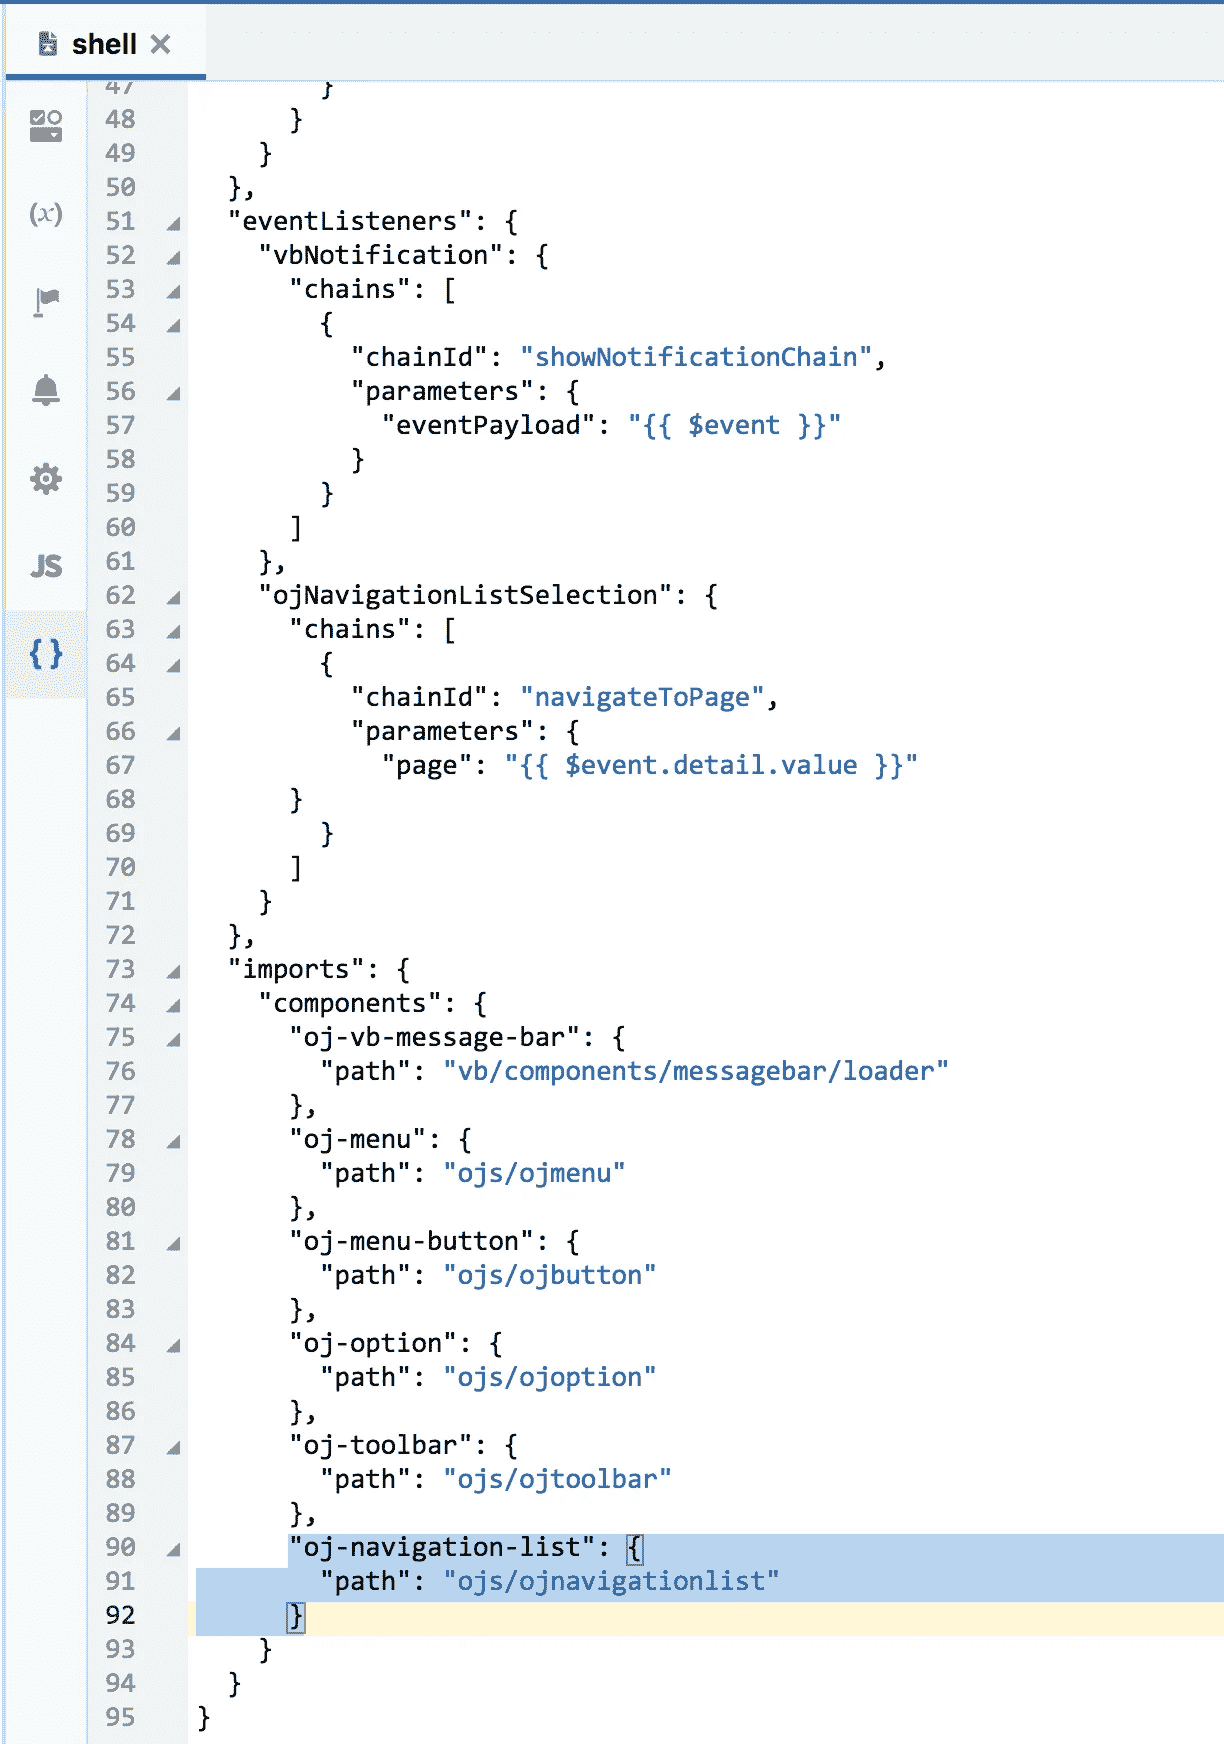 shell
47 }
48 }
49 }
50 },
51 "eventListeners": {
52 "vbNotification": {
53 "chains": [
54 {
55 "chainId": "showNotificationChain",
56 "parameters": {
57 "eventPayload": "{{ $event }}"
58 }
59 }
60 ]
61 },
62 "ojNavigationListSelection": {
63 "chains": [
64 {
65 "chainId": "navigateToPage",
66 "parameters": {
67 "page": "{{ $event.detail.value }}"
68 }
69 }
70 ]
71 }
72 },
73 "imports": {
74 "components": {
75 "oj-vb-message-bar": {
76 "path": "vb/components/messagebar/loader"
77 },
78 "oj-menu": {
79 "path": "ojs/ojmenu"
80 },
81 "oj-menu-button": {
82 "path": "ojs/ojbutton"
83 },
84 "oj-option": {
85 "path": "ojs/ojoption"
86 },
87 "oj-toolbar": {
88 "path": "ojs/ojtoolbar"
89 },
90 "oj-navigation-list": {
91 "path": "ojs/ojnavigationlist"
92 }
93 }
94 }
95 }
(x)
JS
{}